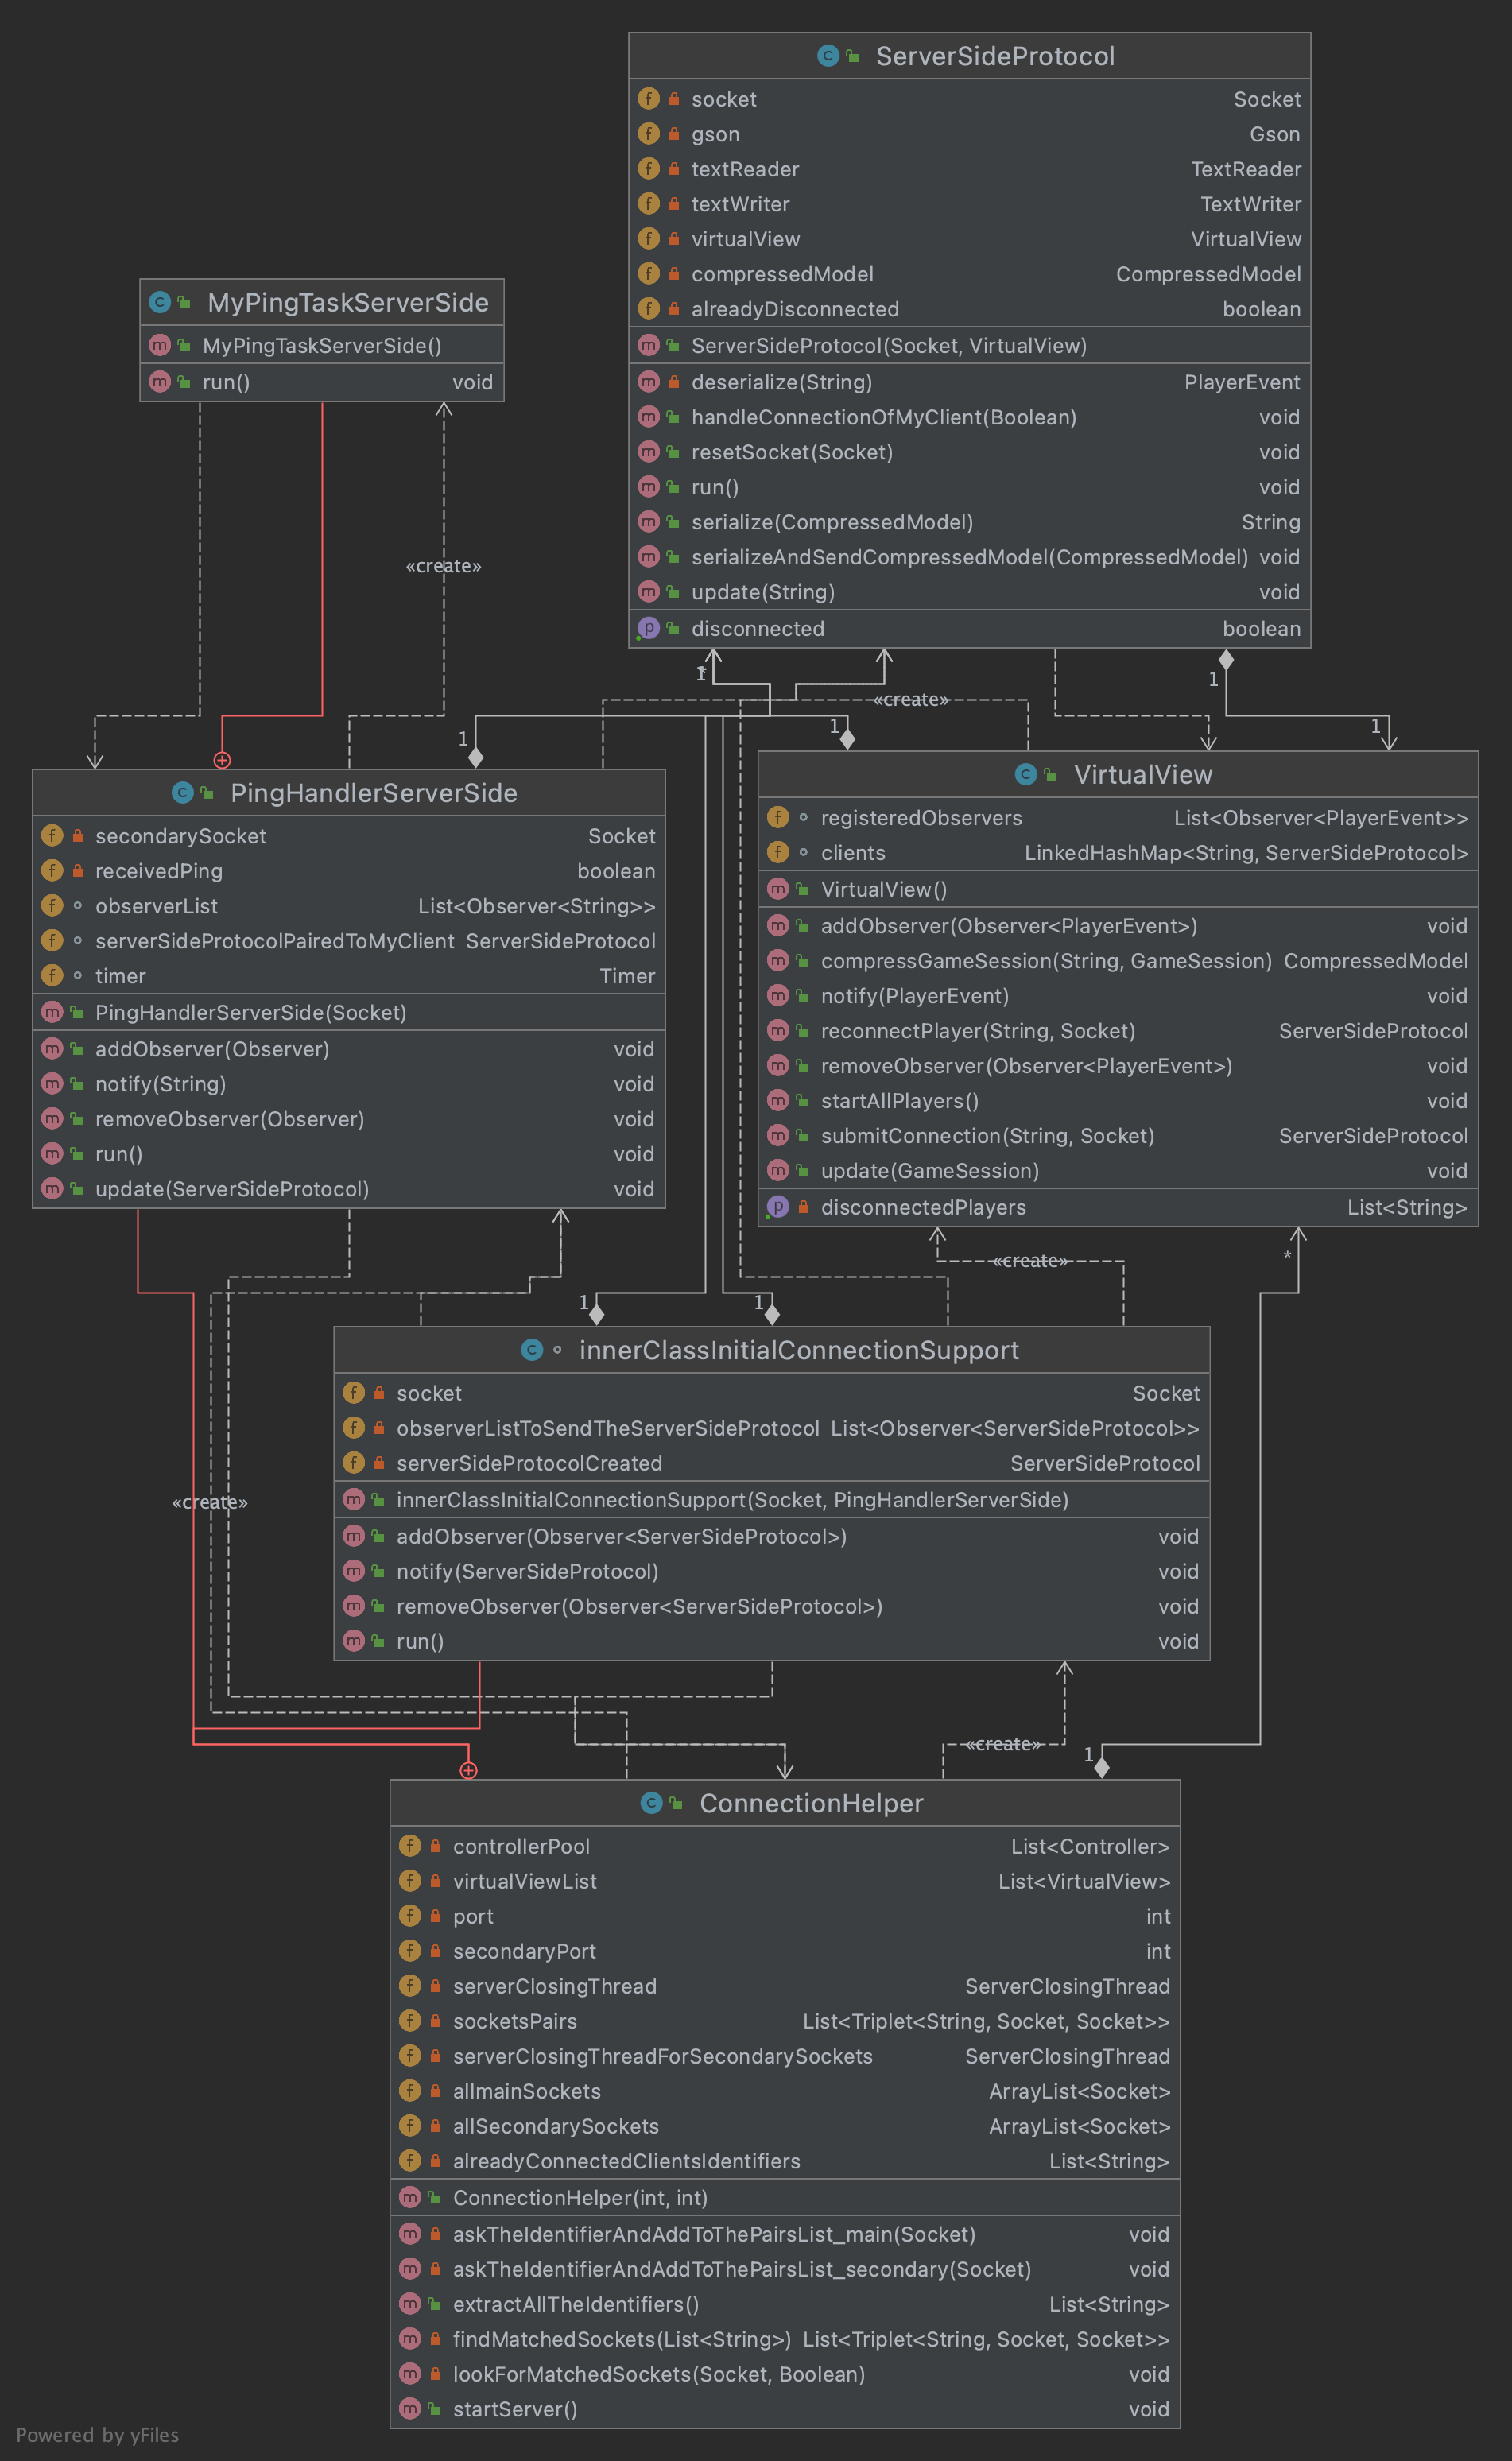 ServerSideProtocol
socket Socket
gson Gson
textReader TextReader
textWriter TextWriter
virtualView VirtualView
compressedModel CompressedModel
alreadyDisconnected boolean
ServerSideProtocol(Socket, VirtualView)
deserialize(String) PlayerEvent
handleConnectionOfMyClient(Boolean) void
resetSocket(Socket) void
run() void
serialize(CompressedModel) String
serializeAndSendCompressedModel(CompressedModel) void
update(String) void
disconnected boolean
MyPingTaskServerSide
MyPingTaskServerSide()
run() void
«create»
1
*
«create»
1
1
1
1
PingHandlerServerSide
secondarySocket Socket
receivedPing boolean
observerList List<Observer<String>>
serverSideProtocolPairedToMyClient ServerSideProtocol
timer Timer
PingHandlerServerSide(Socket)
addObserver(Observer) void
notify(String) void
removeObserver(Observer) void
run() void
update(ServerSideProtocol) void
VirtualView
registeredObservers List<Observer<PlayerEvent>>
clients LinkedHashMap<String, ServerSideProtocol>
VirtualView()
addObserver(Observer<PlayerEvent>) void
compressGameSession(String, GameSession) CompressedModel
notify(PlayerEvent) void
reconnectPlayer(String, Socket) ServerSideProtocol
removeObserver(Observer<PlayerEvent>) void
startAllPlayers() void
submitConnection(String, Socket) ServerSideProtocol
update(GameSession) void
disconnectedPlayers List<String>
«create»
*
1
1
innerClassInitialConnectionSupport
socket Socket
observerListToSendTheServerSideProtocol List<Observer<ServerSideProtocol>>
serverSideProtocolCreated ServerSideProtocol
innerClassInitialConnectionSupport(Socket, PingHandlerServerSide)
addObserver(Observer<ServerSideProtocol>) void
notify(ServerSideProtocol) void
removeObserver(Observer<ServerSideProtocol>) void
run() void
«create»
«create»
1
ConnectionHelper
controllerPool List<Controller>
virtualViewList List<VirtualView>
port int
secondaryPort int
serverClosingThread ServerClosingThread
socketsPairs List<Triplet<String, Socket, Socket>>
serverClosingThreadForSecondarySockets ServerClosingThread
allmainSockets ArrayList<Socket>
allSecondarySockets ArrayList<Socket>
alreadyConnectedClientsIdentifiers List<String>
ConnectionHelper(int, int)
askTheIdentifierAndAddToThePairsList_main(Socket) void
askTheIdentifierAndAddToThePairsList_secondary(Socket) void
extractAllTheIdentifiers() List<String>
findMatchedSockets(List<String>) List<Triplet<String, Socket, Socket>>
lookForMatchedSockets(Socket, Boolean) void
startServer() void
Powered by yFiles